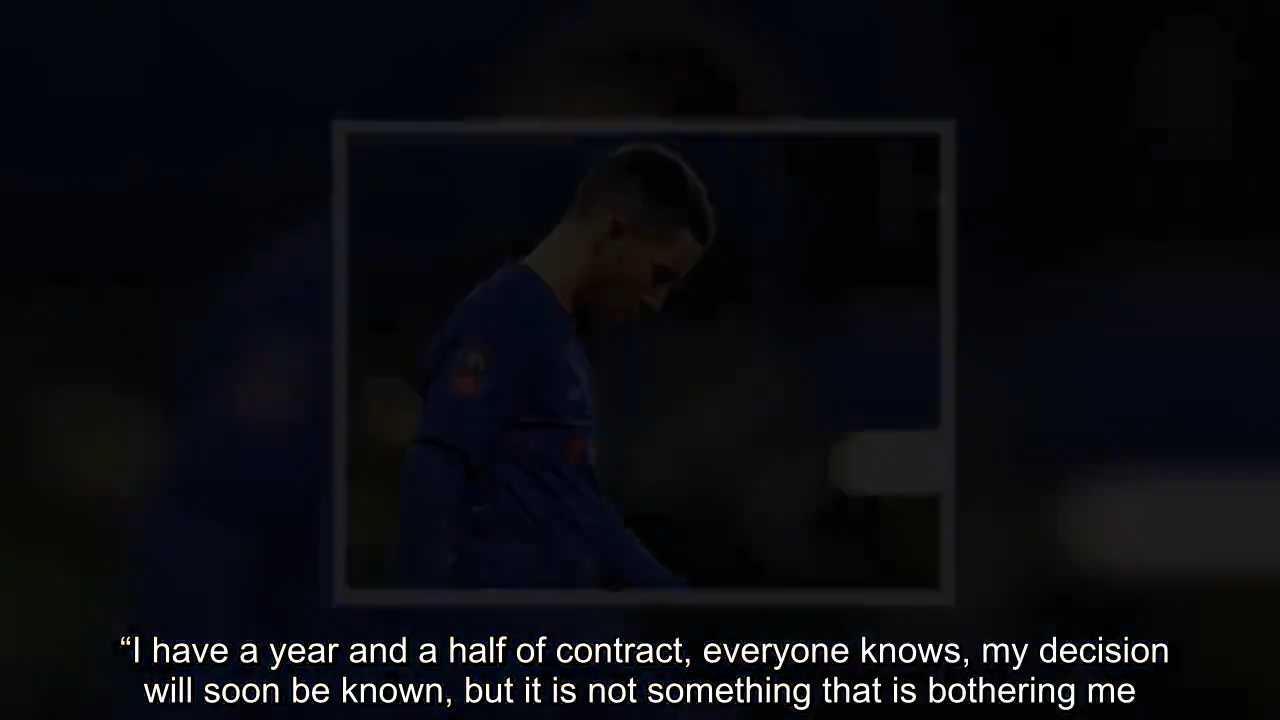 “I have a year and a half of contract, everyone knows, my decision
will soon be known, but it is not something that is bothering me